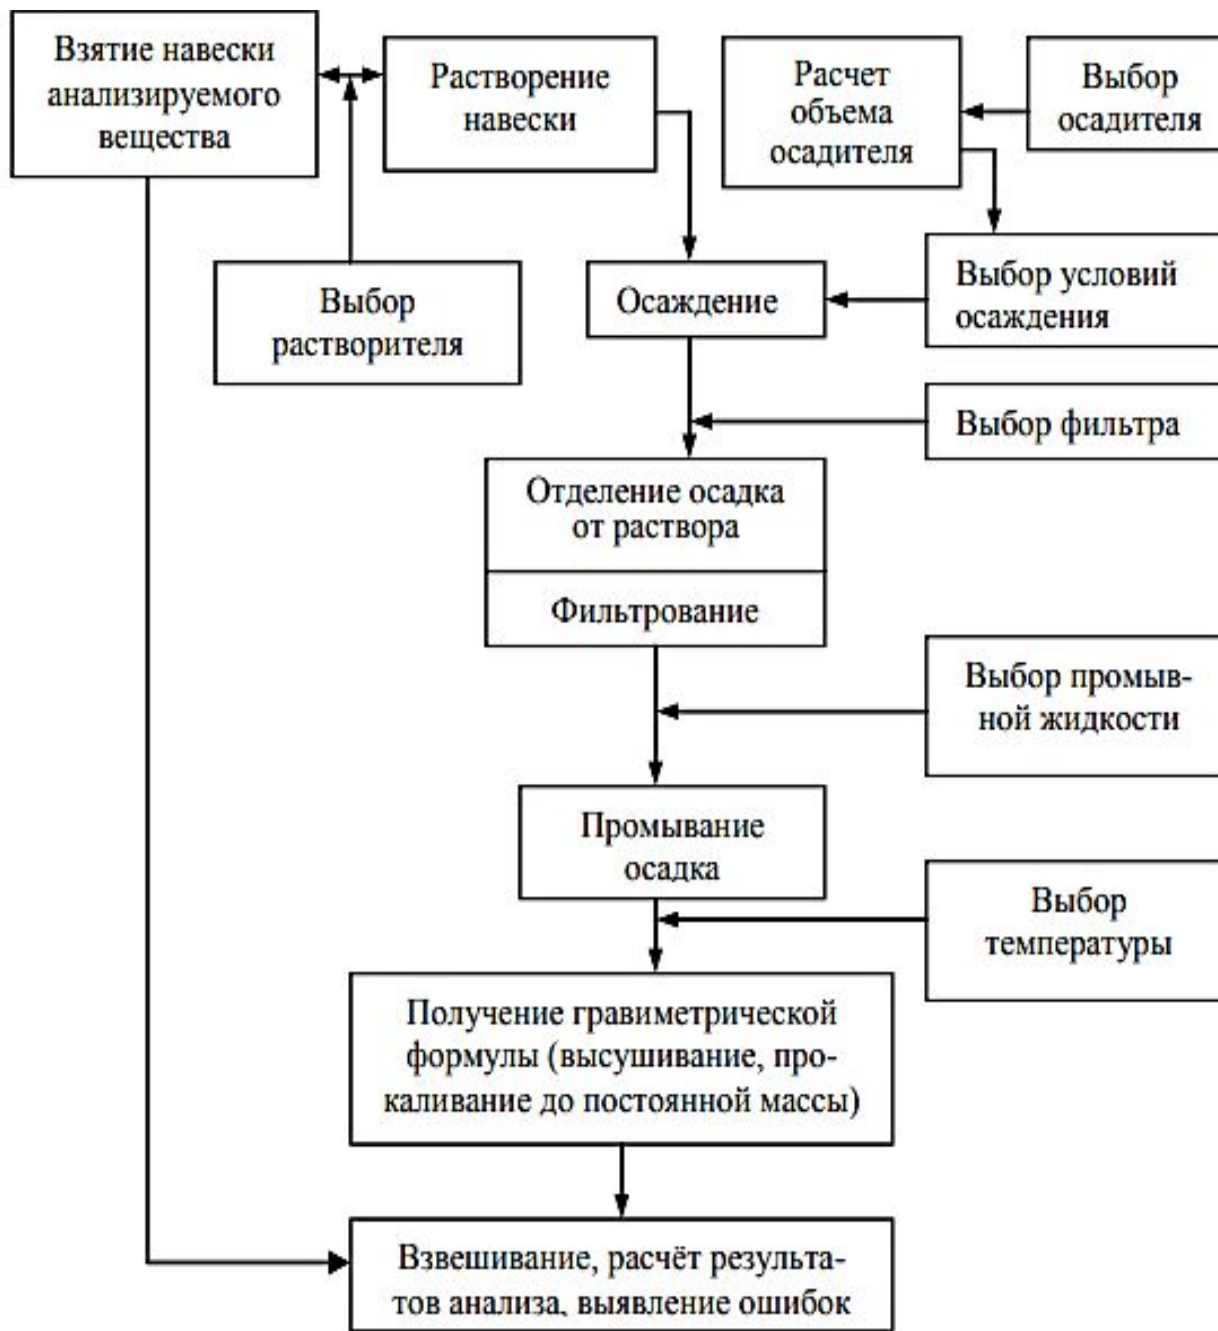 Взятие навески
анализируемого
вещества
Растворение
навески
Расчет
объема
осадителя
Выбор
осадителя
Выбор
растворителя
Осаждение
Выбор условий
осаждения
Выбор фильтра
Отделение осадка
от раствора
Фильтрование
Выбор промыв-
ной жидкости
Промывание
осадка
Выбор
температуры
Получение гравиметрической
формулы (высушивание, про-
каливание до постоянной массы)
Взвешивание, расчёт результа-
тов анализа, выявление ошибок